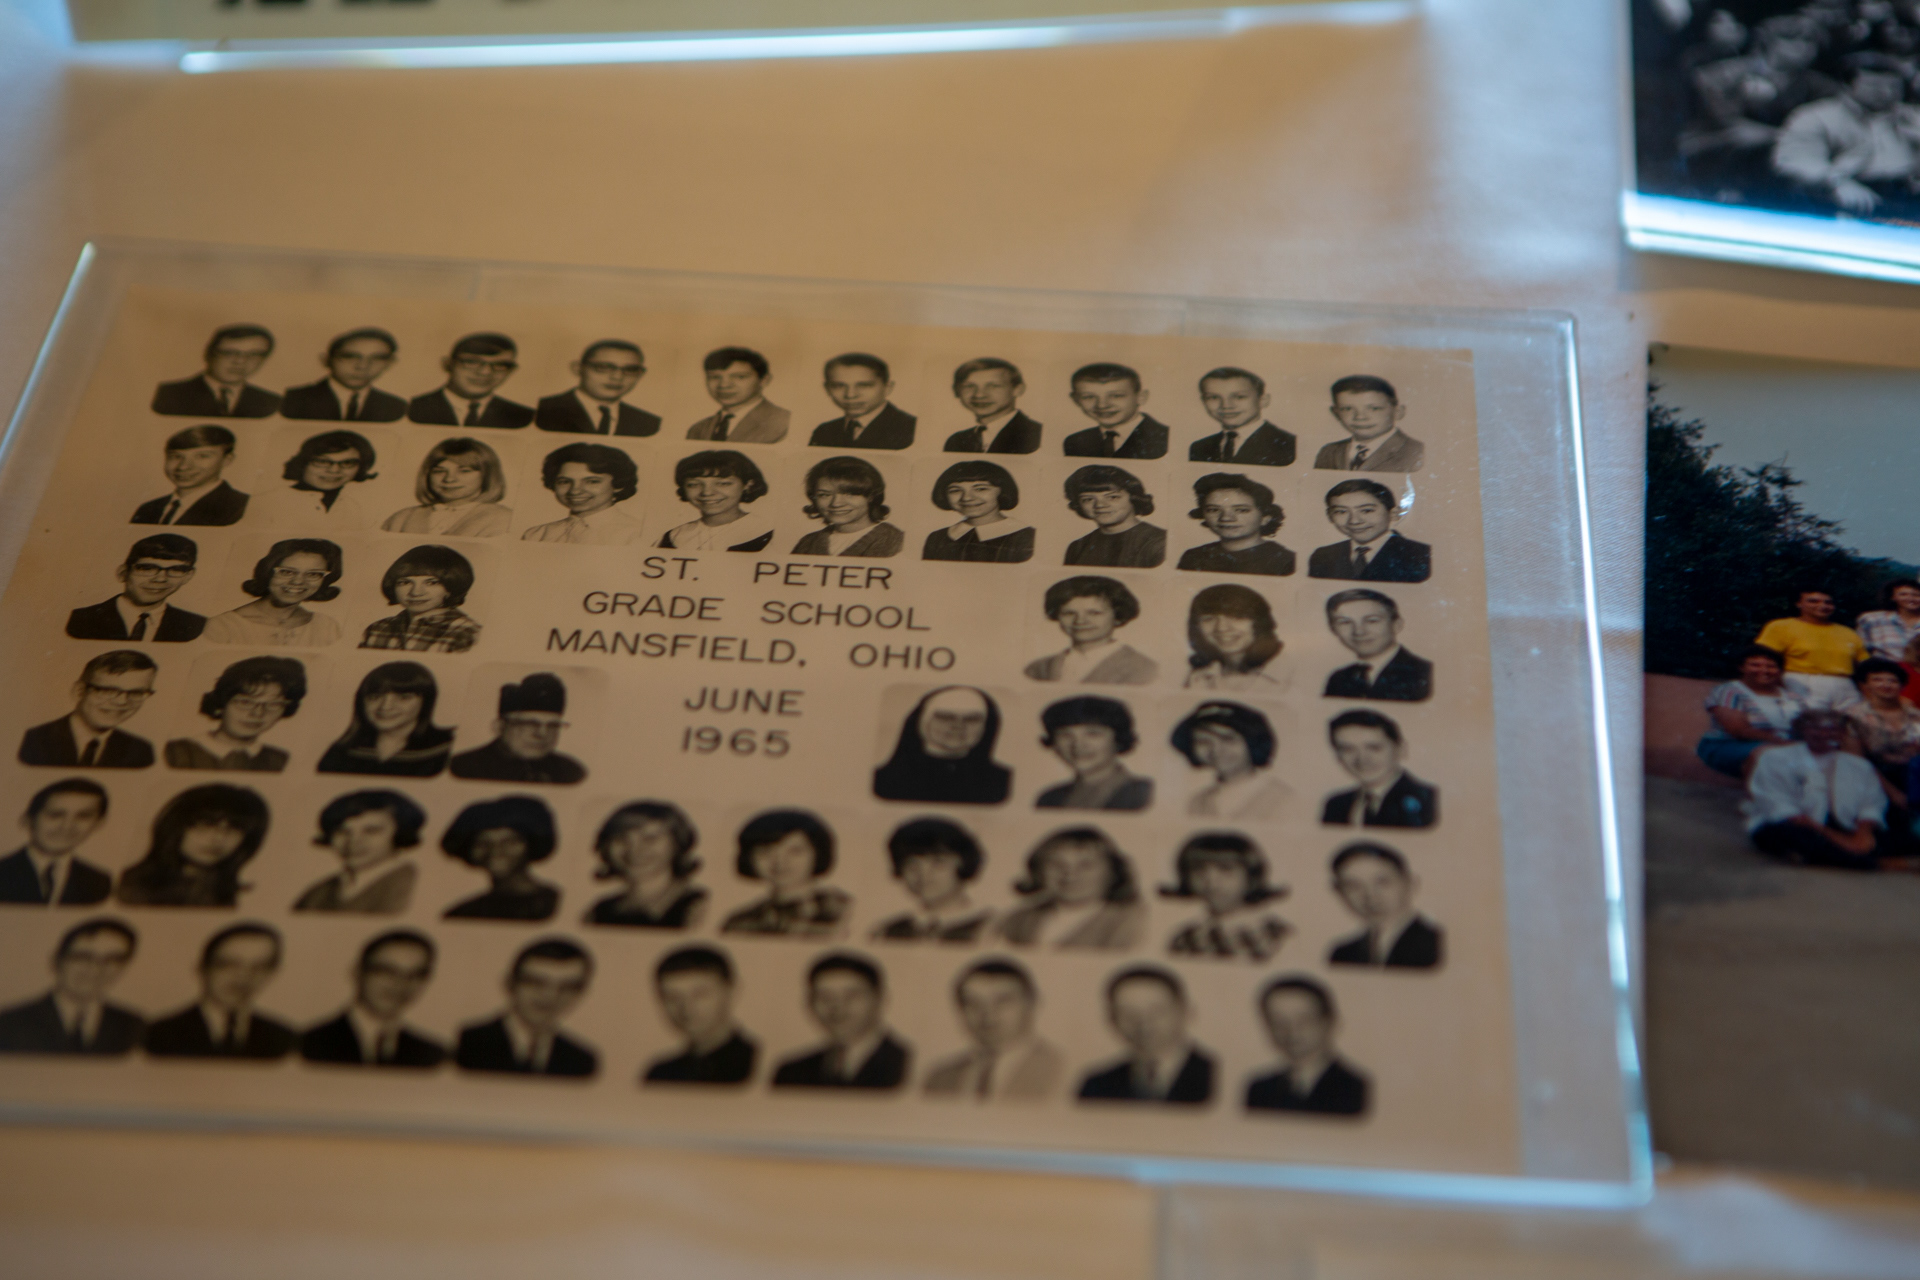 ST. PETER
GRADE SCHOOL
MANSFIELD, OHIO
JUNE
1965